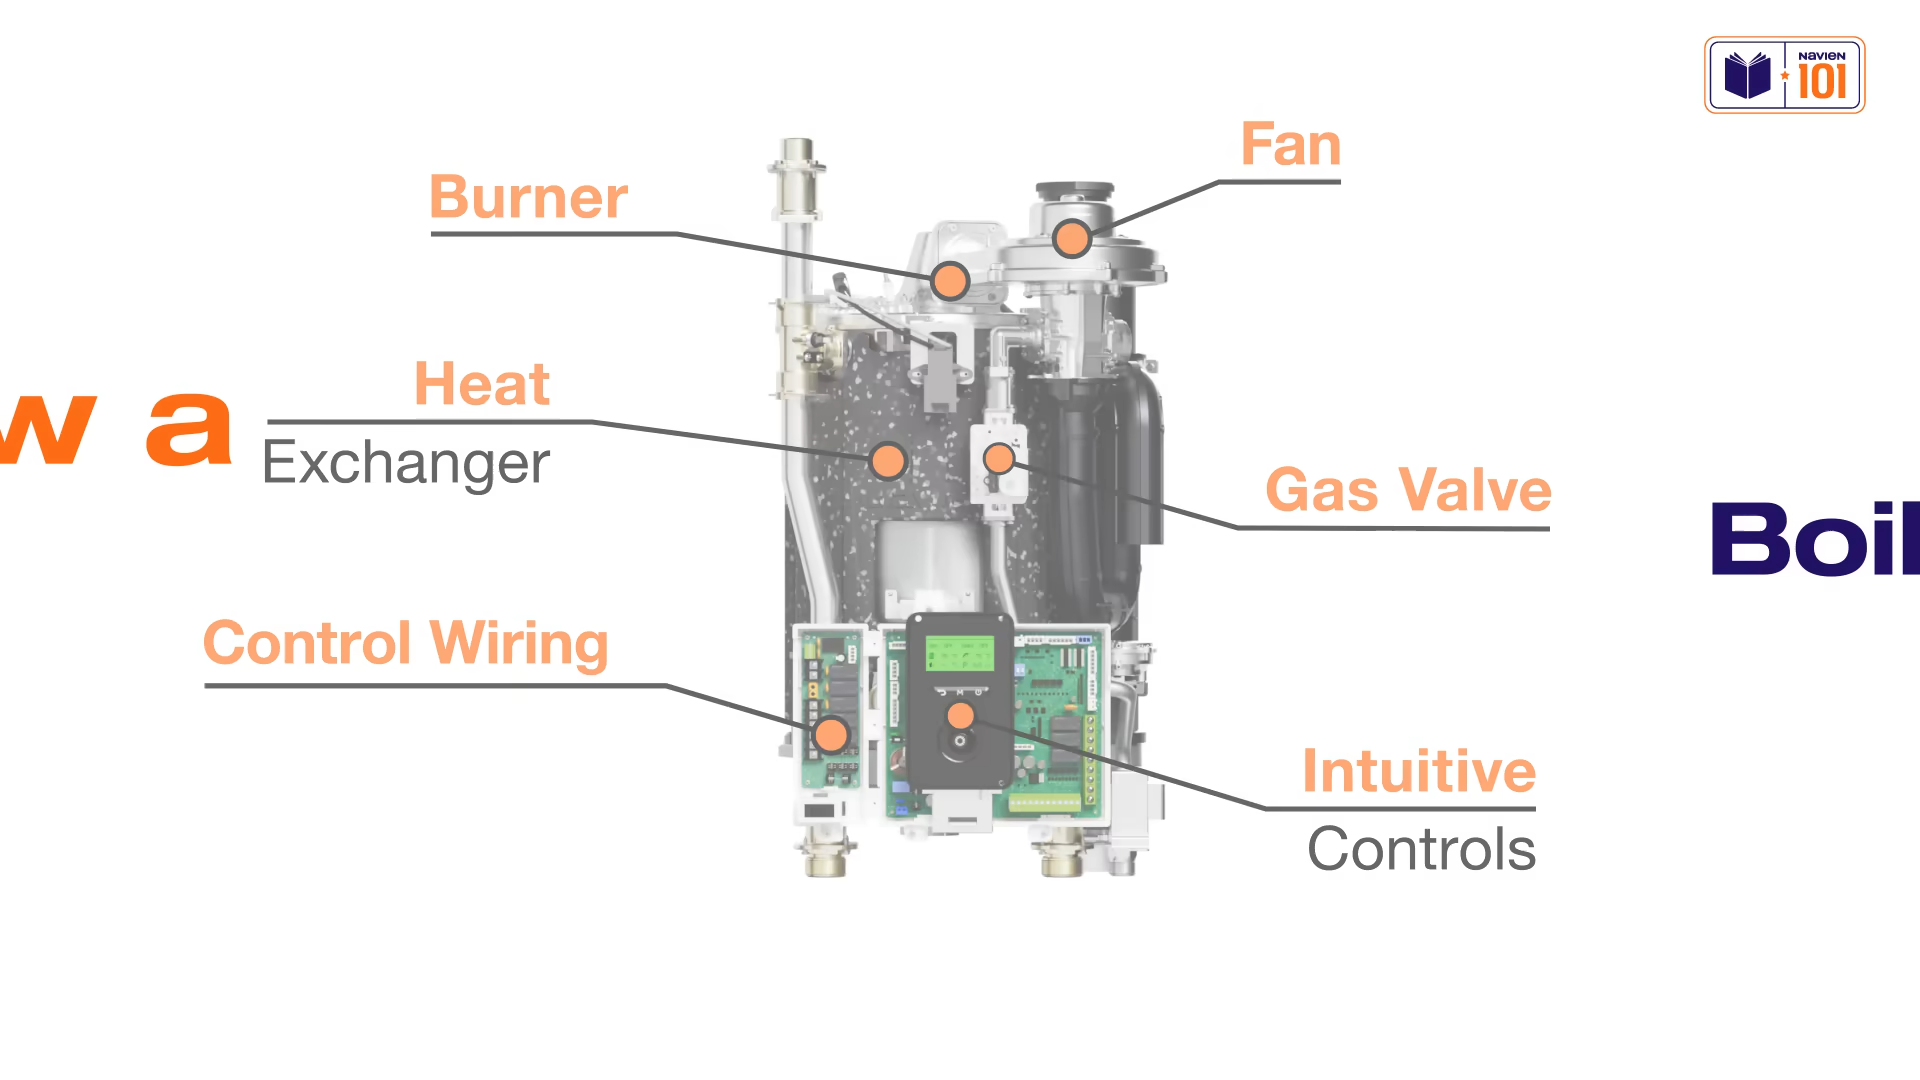 NAVIEN
101
Fan
Burner
Heat
Exchanger
w a
Gas Valve
Boil
Control Wiring
Intuitive
Controls